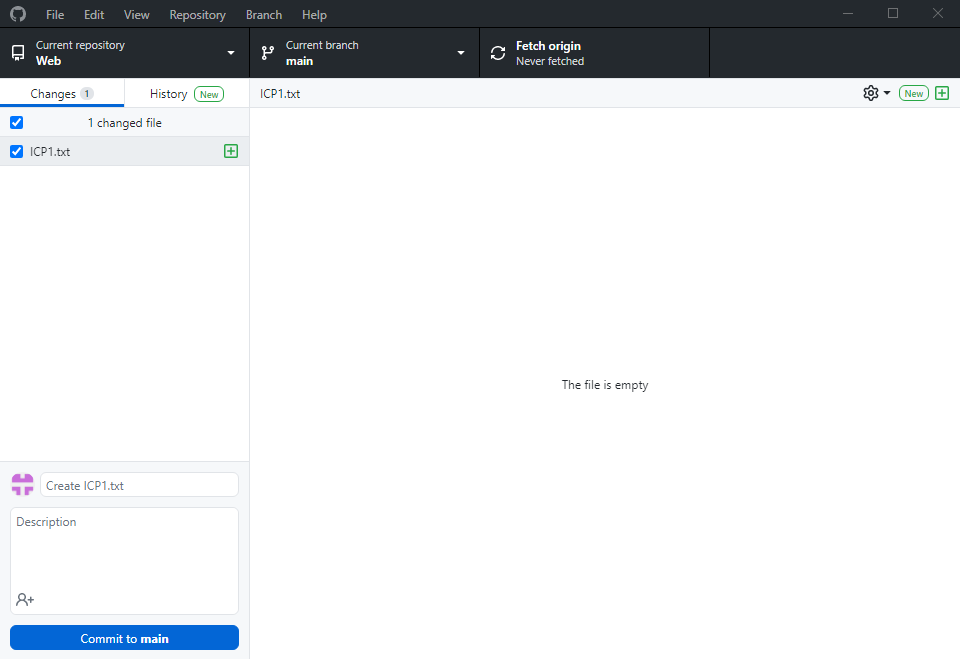 File Edit View Repository Branch Help
Current repository
Web
Current branch
main
Fetch origin
Never fetched
Changes 1
History New
ICP1.txt
New
1 changed file
ICP1.txt
The file is empty
Create ICP1.txt
Description
Commit to main